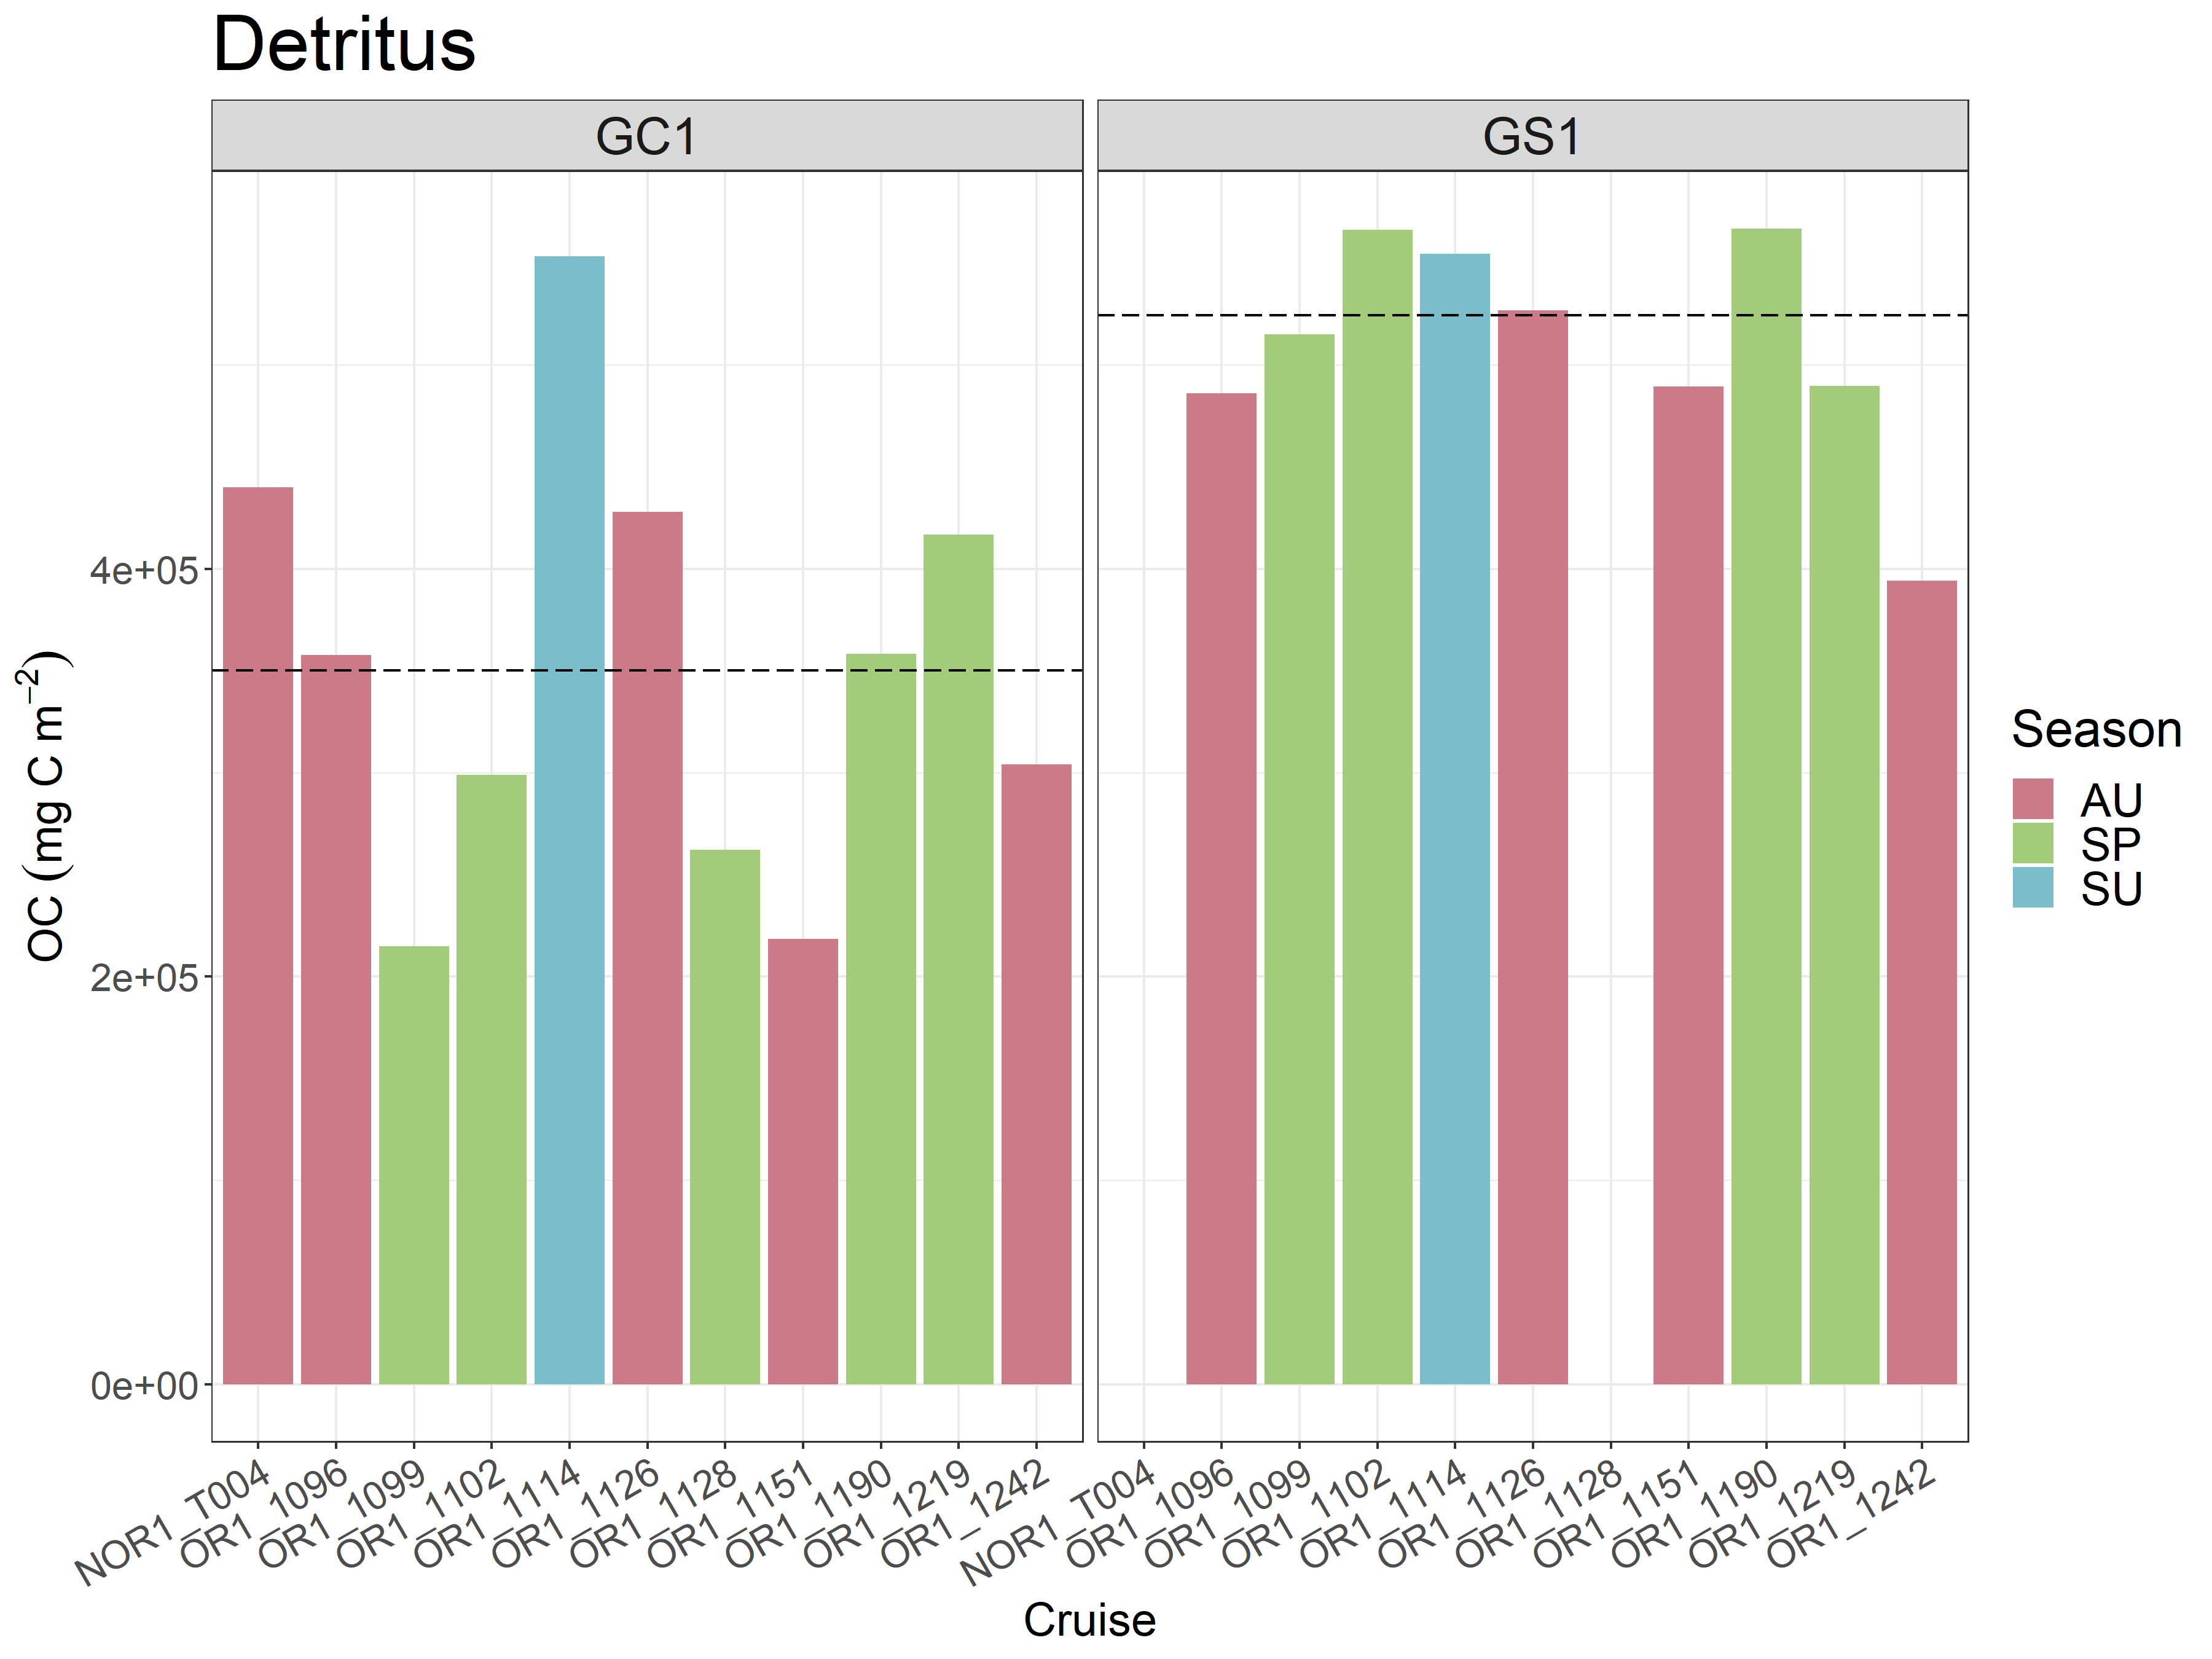 Detritus
GC1
GS1
OC (mg C m⁻²)
4e+05
2e+05
0e+00
NOR1_T004
OR1_1096
OR1_1099
OR1_1102
OR1_1114
OR1_1126
OR1_1128
OR1_1151
OR1_1190
OR1_1219
OR1_1242
NOR1_T004
OR1_1096
OR1_1099
OR1_1102
OR1_1114
OR1_1126
OR1_1128
OR1_1151
OR1_1190
OR1_1219
OR1_1242
Cruise
Season
AU
SP
SU